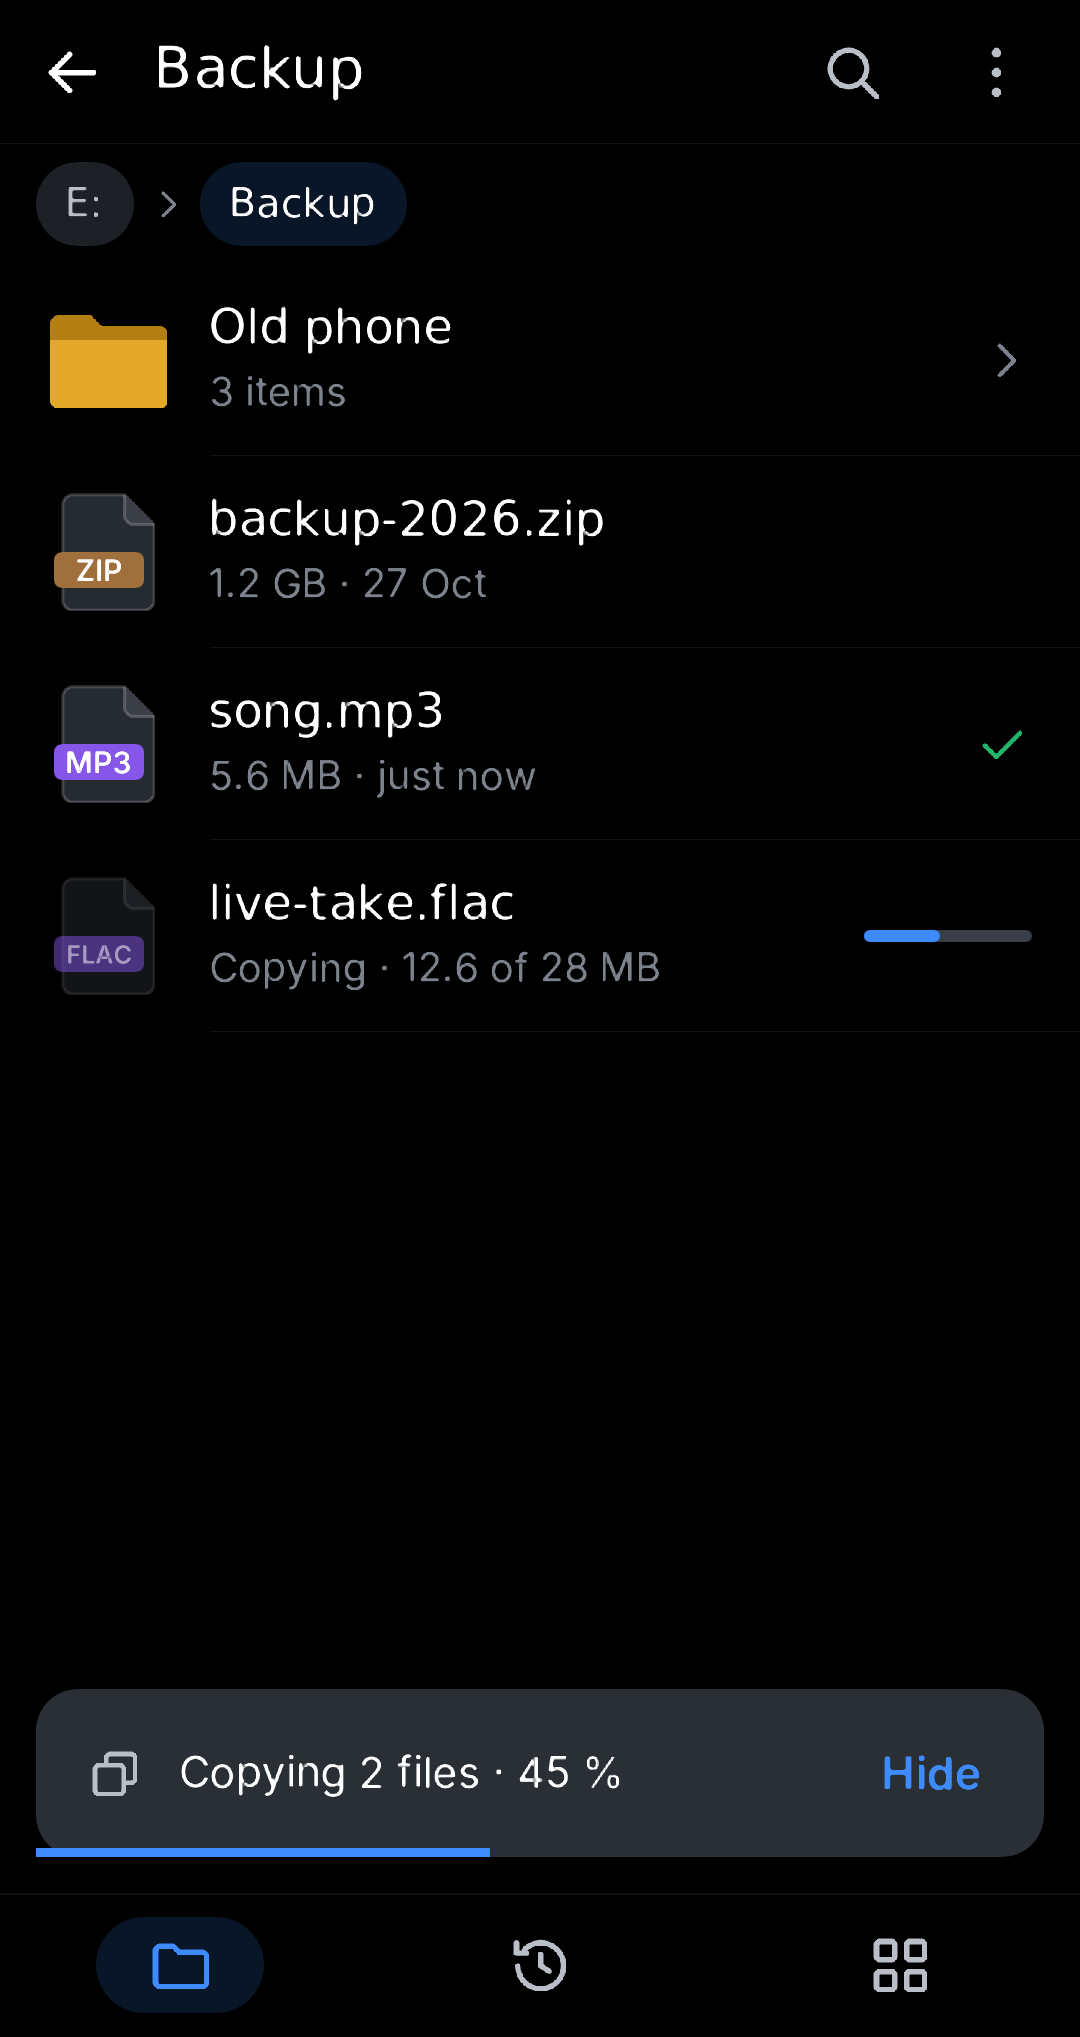 Backup
E:
Backup
Old phone
3 items
backup-2026.zip
ZIP
1.2 GB · 27 Oct
song.mp3
MP3
5.6 MB · just now
live-take.flac
FLAC
Copying · 12.6 of 28 MB
Copying 2 files · 45 %
Hide